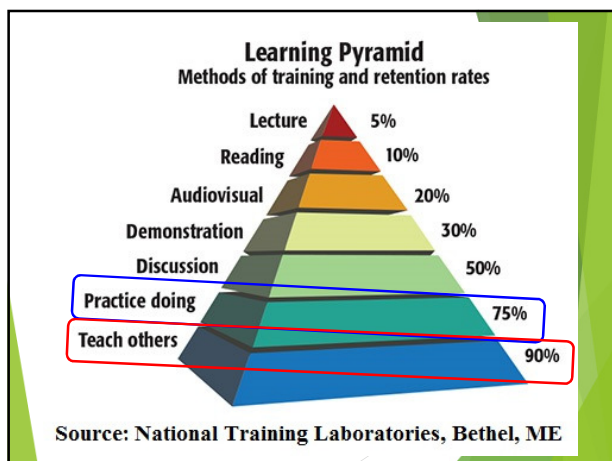 Learning Pyramid
Methods of training and retention rates
Lecture 5%
Reading 10%
Audiovisual 20%
Demonstration 30%
Discussion 50%
Practice doing 75%
Teach others 90%
Source: National Training Laboratories, Bethel, ME